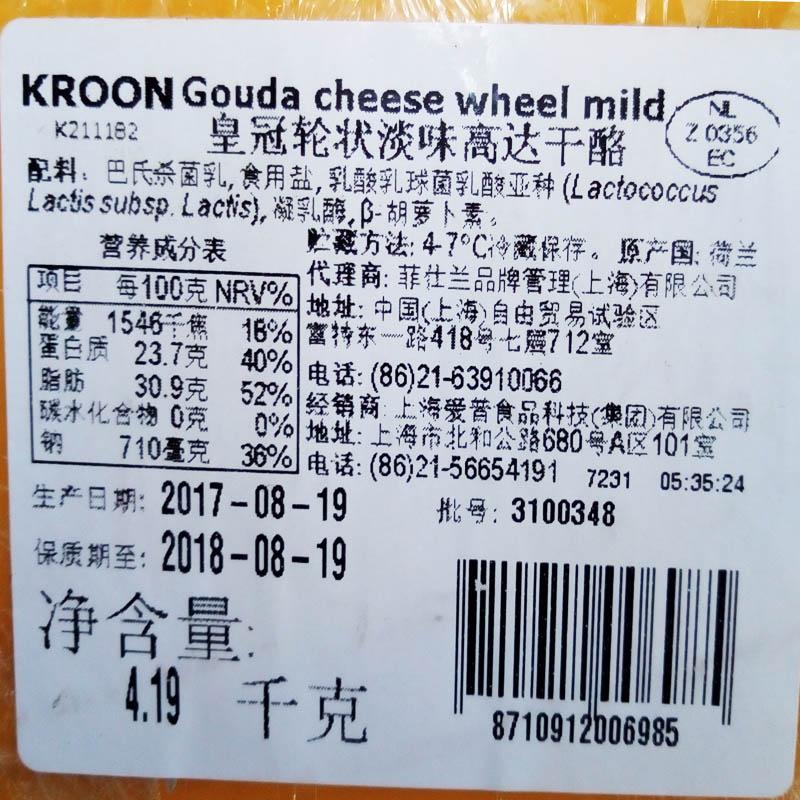 KROON Gouda cheese wheel mild
NL
Z 0356
EC
K211182
皇冠轮状淡味高达干酪
配料: 巴氏杀菌乳, 食用盐, 乳酸乳球菌乳酸亚种 (Lactococcus
Lactis subsp. Lactis), 凝乳酶, β-胡萝卜素。
营养成分表
项目 每100克 NRV%
能量 1546千焦 18%
蛋白质 23.7克 40%
脂肪 30.9克 52%
碳水化合物 0克 0%
钠 710毫克 36%
贮藏方法: 4-7°C冷藏保存。 原产国: 荷兰
代理商: 菲仕兰品牌管理(上海)有限公司
地址: 中国(上海)自由贸易试验区
富特东一路418号七层712室
电话: (86)21-63910066
经销商: 上海爱普食品科技(集团)有限公司
地址: 上海市北和公路680号A区101室
电话: (86)21-56654191 7231 05:35:24
生产日期: 2017-08-19
批号: 3100348
保质期至: 2018-08-19
净含量:
4.19 千克
8710912006985